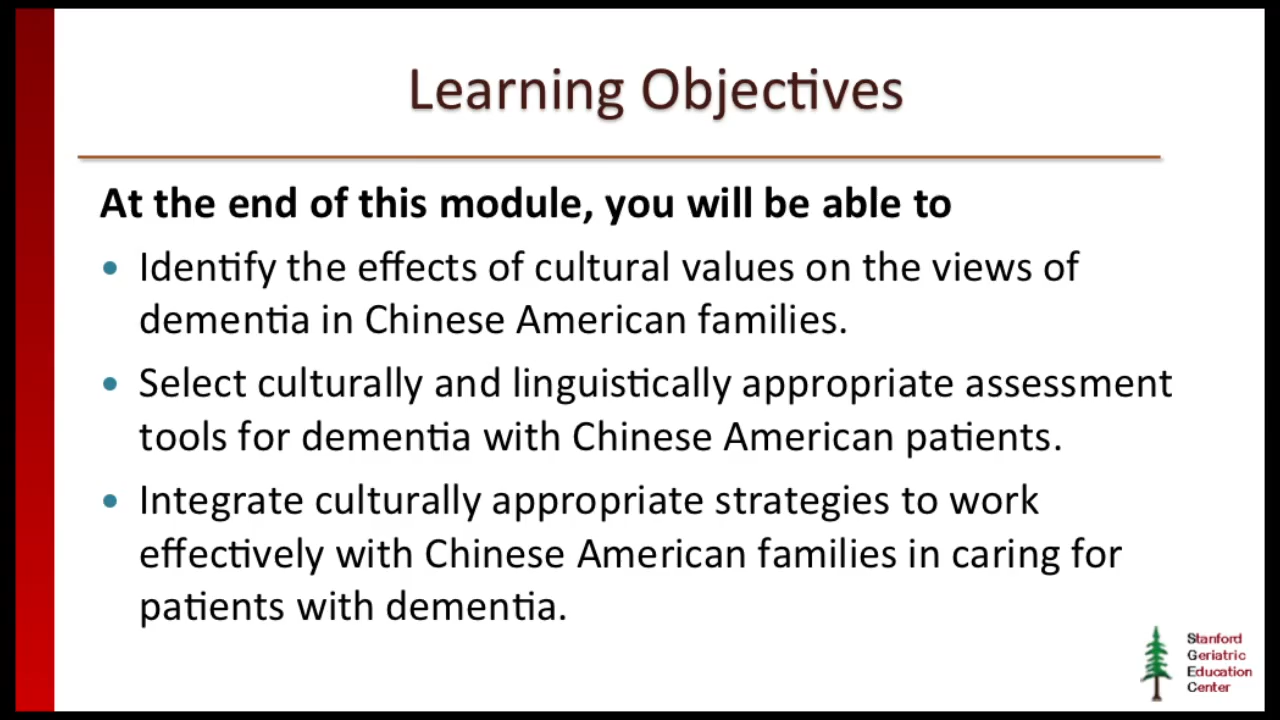 Learning Objectives
At the end of this module, you will be able to
• Identify the effects of cultural values on the views of
dementia in Chinese American families.
• Select culturally and linguistically appropriate assessment
tools for dementia with Chinese American patients.
• Integrate culturally appropriate strategies to work
effectively with Chinese American families in caring for
patients with dementia.
Stanford
Geriatric
Education
Center